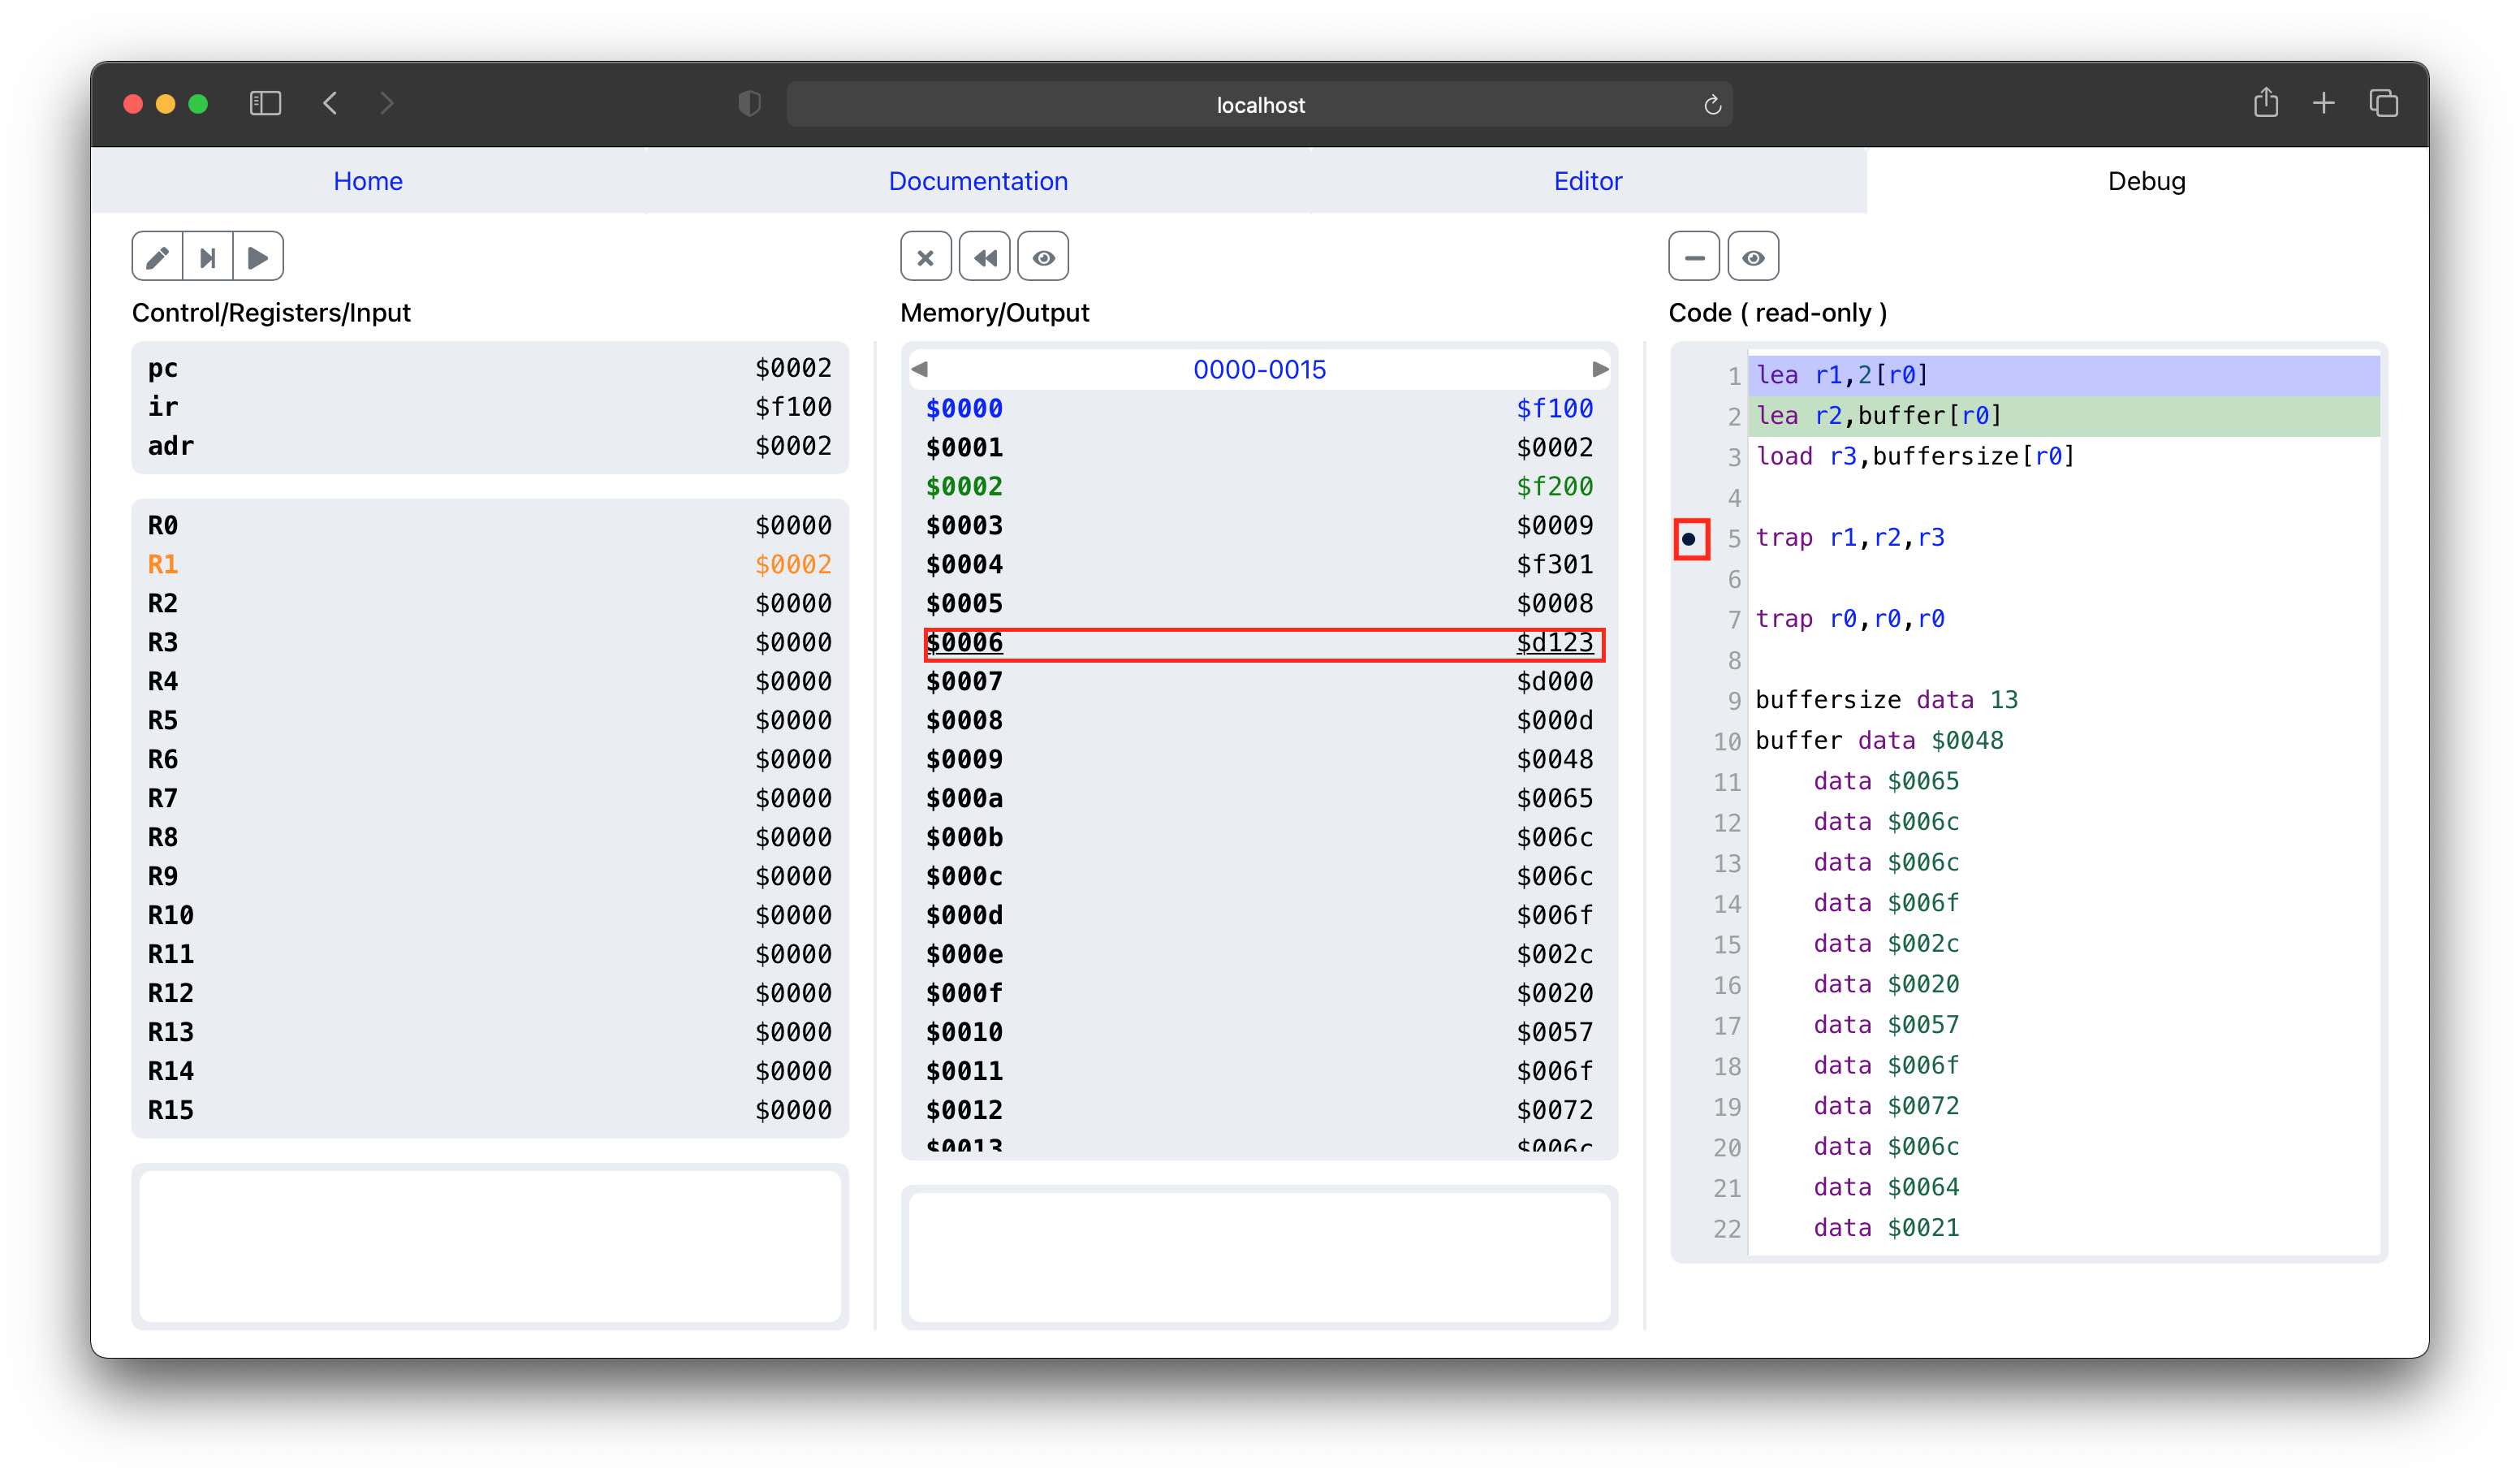 localhost
Home Documentation Editor Debug
Control/Registers/Input
pc $0002
ir $f100
adr $0002
R0 $0000
R1 $0002
R2 $0000
R3 $0000
R4 $0000
R5 $0000
R6 $0000
R7 $0000
R8 $0000
R9 $0000
R10 $0000
R11 $0000
R12 $0000
R13 $0000
R14 $0000
R15 $0000
Memory/Output
0000-0015
$0000 $f100
$0001 $0002
$0002 $f200
$0003 $0009
$0004 $f301
$0005 $0008
$0006 $d123
$0007 $d000
$0008 $000d
$0009 $0048
$000a $0065
$000b $006c
$000c $006c
$000d $006f
$000e $002c
$000f $0020
$0010 $0057
$0011 $006f
$0012 $0072
$0013 $006c
Code ( read-only )
1 lea r1,2[r0]
2 lea r2,buffer[r0]
3 load r3,buffersize[r0]
4
5 trap r1,r2,r3
6
7 trap r0,r0,r0
8
9 buffersize data 13
10 buffer data $0048
11 data $0065
12 data $006c
13 data $006c
14 data $006f
15 data $002c
16 data $0020
17 data $0057
18 data $006f
19 data $0072
20 data $006c
21 data $0064
22 data $0021